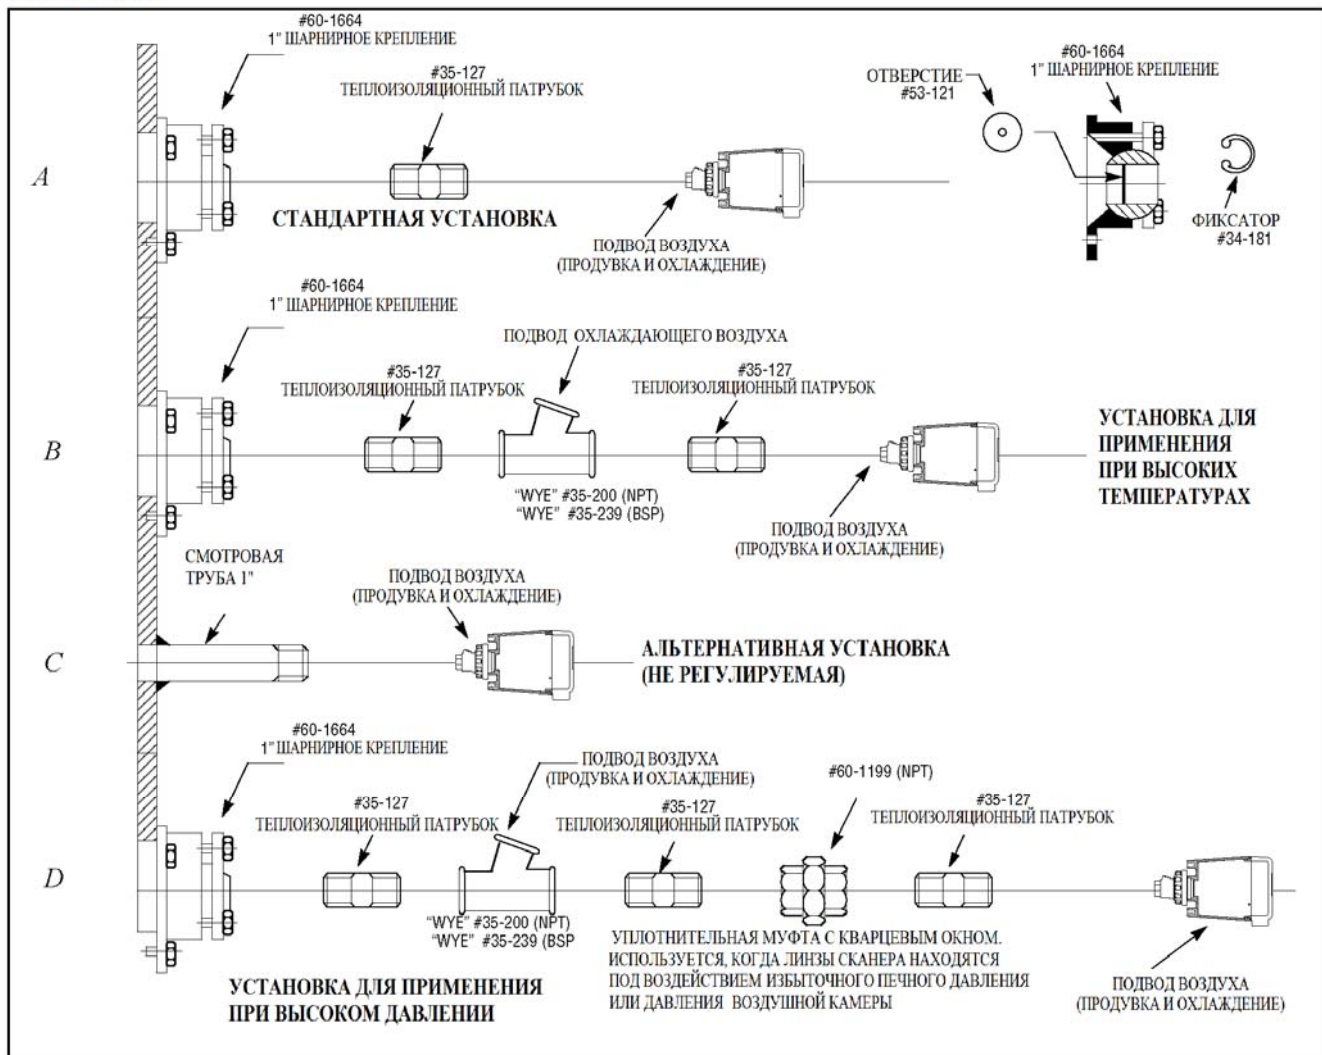 #60-1664
1" ШАРНИРНОЕ КРЕПЛЕНИЕ
#35-127
ТЕПЛОИЗОЛЯЦИОННЫЙ ПАТРУБОК
ОТВЕРСТИЕ
#53-121
#60-1664
1" ШАРНИРНОЕ КРЕПЛЕНИЕ
A
СТАНДАРТНАЯ УСТАНОВКА
ПОДВОД ВОЗДУХА
(ПРОДУВКА И ОХЛАЖДЕНИЕ)
ФИКСАТОР
#34-181
#60-1664
1" ШАРНИРНОЕ КРЕПЛЕНИЕ
ПОДВОД ОХЛАЖДАЮЩЕГО ВОЗДУХА
#35-127
ТЕПЛОИЗОЛЯЦИОННЫЙ ПАТРУБОК
#35-127
ТЕПЛОИЗОЛЯЦИОННЫЙ ПАТРУБОК
B
УСТАНОВКА ДЛЯ
ПРИМЕНЕНИЯ
ПРИ ВЫСОКИХ
ТЕМПЕРАТУРАХ
"WYE" #35-200 (NPT)
"WYE" #35-239 (BSP)
ПОДВОД ВОЗДУХА
(ПРОДУВКА И ОХЛАЖДЕНИЕ)
СМОТРОВАЯ
ТРУБА 1"
ПОДВОД ВОЗДУХА
(ПРОДУВКА И ОХЛАЖДЕНИЕ)
C
АЛЬТЕРНАТИВНАЯ УСТАНОВКА
(НЕ РЕГУЛИРУЕМАЯ)
#60-1664
1" ШАРНИРНОЕ КРЕПЛЕНИЕ
ПОДВОД ВОЗДУХА
(ПРОДУВКА И ОХЛАЖДЕНИЕ)
#60-1199 (NPT)
#35-127
ТЕПЛОИЗОЛЯЦИОННЫЙ ПАТРУБОК
#35-127
ТЕПЛОИЗОЛЯЦИОННЫЙ ПАТРУБОК
#35-127
ТЕПЛОИЗОЛЯЦИОННЫЙ ПАТРУБОК
D
"WYE" #35-200 (NPT)
"WYE" #35-239 (BSP
УПЛОТНИТЕЛЬНАЯ МУФТА С КВАРЦЕВЫМ ОКНОМ.
ИСПОЛЬЗУЕТСЯ, КОГДА ЛИНЗЫ СКАНЕРА НАХОДЯТСЯ
ПОД ВОЗДЕЙСТВИЕМ ИЗБЫТОЧНОГО ПЕЧНОГО ДАВЛЕНИЯ
ИЛИ ДАВЛЕНИЯ ВОЗДУШНОЙ КАМЕРЫ
УСТАНОВКА ДЛЯ ПРИМЕНЕНИЯ
ПРИ ВЫСОКОМ ДАВЛЕНИИ
ПОДВОД ВОЗДУХА
(ПРОДУВКА И ОХЛАЖДЕНИЕ)